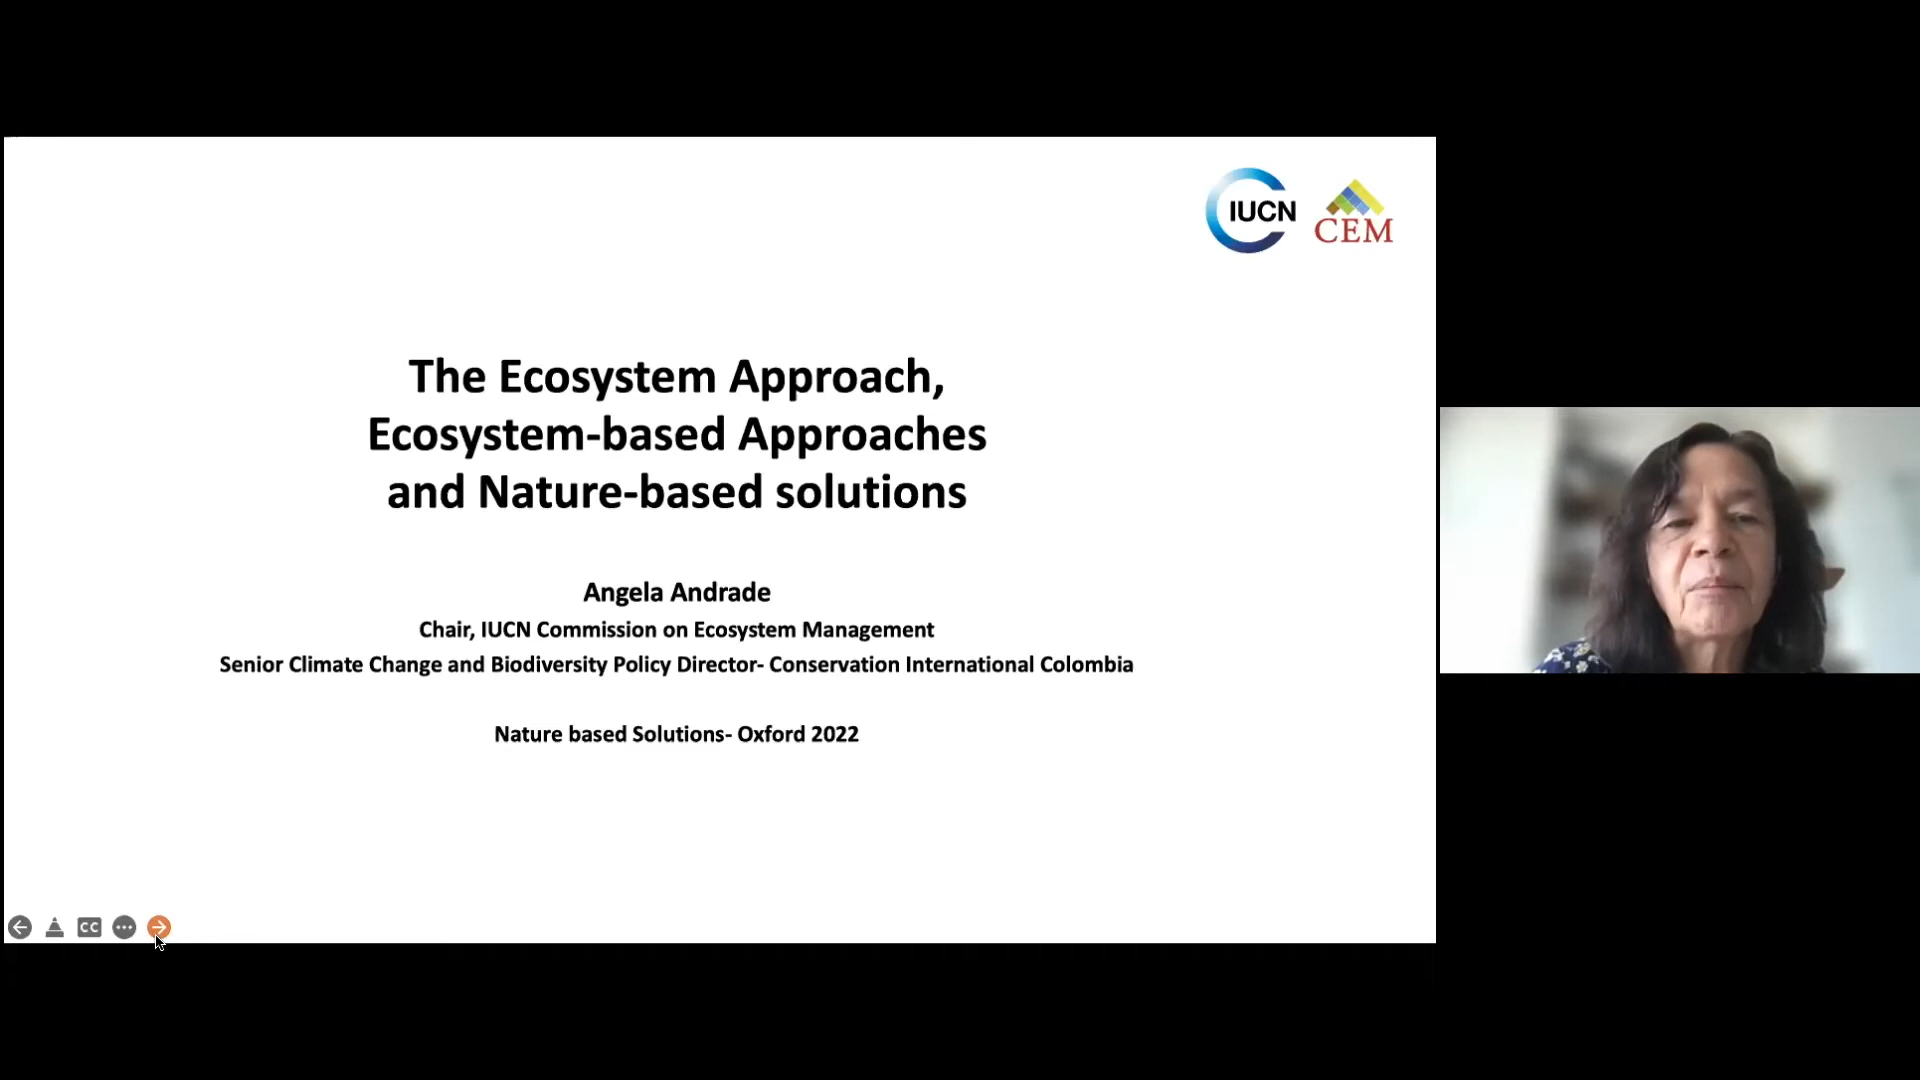 IUCN
CEM
The Ecosystem Approach,
Ecosystem-based Approaches
and Nature-based solutions
Angela Andrade
Chair, IUCN Commission on Ecosystem Management
Senior Climate Change and Biodiversity Policy Director- Conservation International Colombia
Nature based Solutions- Oxford 2022
CC